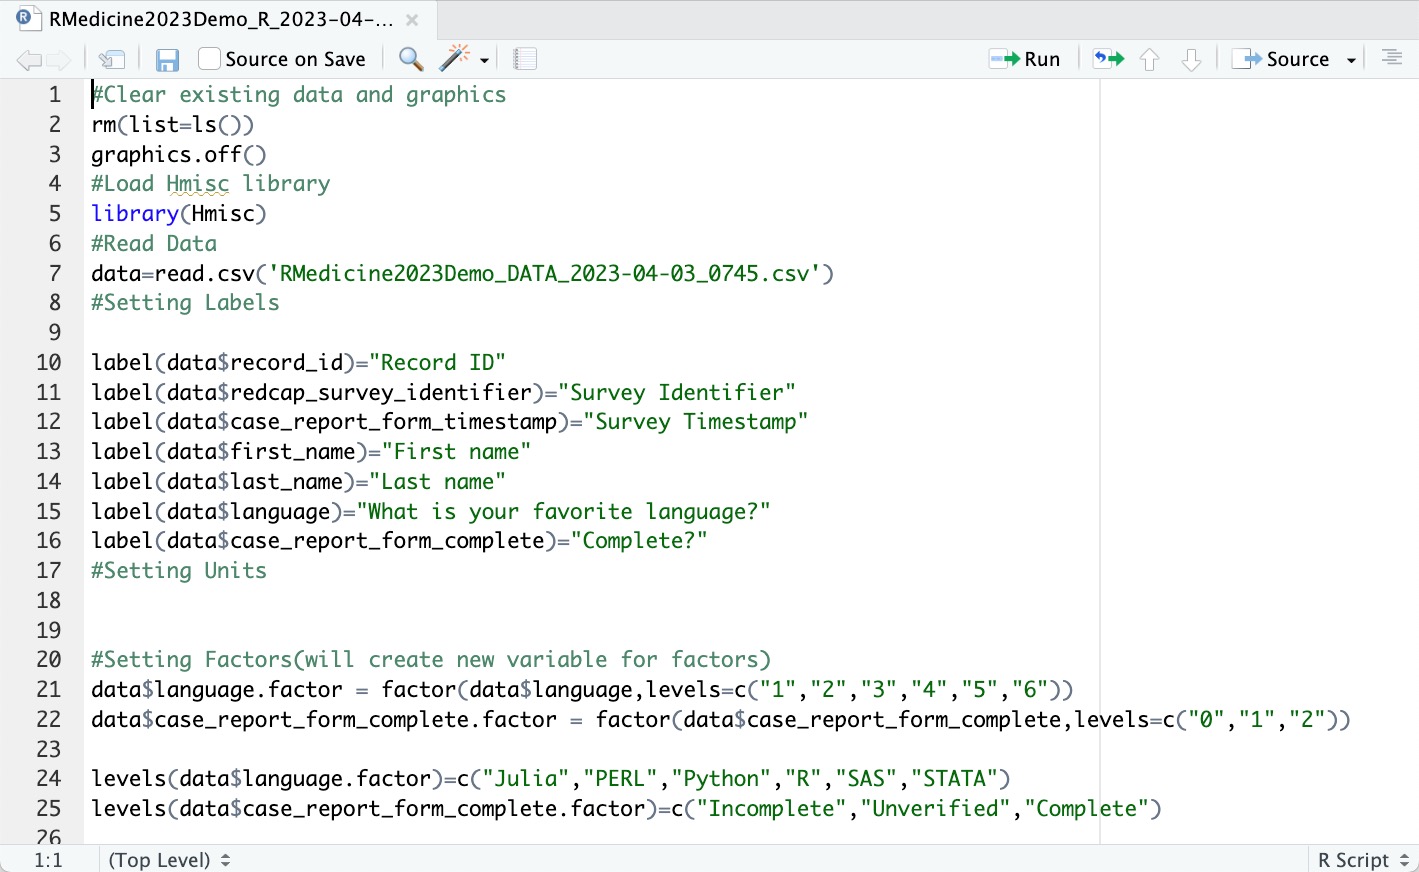 RMedicine2023Demo_R_2023-04-...
Source on Save
Run
Source
1 #Clear existing data and graphics
2 rm(list=ls())
3 graphics.off()
4 #Load Hmisc library
5 library(Hmisc)
6 #Read Data
7 data=read.csv('RMedicine2023Demo_DATA_2023-04-03_0745.csv')
8 #Setting Labels
9
10 label(data$record_id)="Record ID"
11 label(data$redcap_survey_identifier)="Survey Identifier"
12 label(data$case_report_form_timestamp)="Survey Timestamp"
13 label(data$first_name)="First name"
14 label(data$last_name)="Last name"
15 label(data$language)="What is your favorite language?"
16 label(data$case_report_form_complete)="Complete?"
17 #Setting Units
18
19
20 #Setting Factors(will create new variable for factors)
21 data$language.factor = factor(data$language,levels=c("1","2","3","4","5","6"))
22 data$case_report_form_complete.factor = factor(data$case_report_form_complete,levels=c("0","1","2"))
23
24 levels(data$language.factor)=c("Julia","PERL","Python","R","SAS","STATA")
25 levels(data$case_report_form_complete.factor)=c("Incomplete","Unverified","Complete")
26
1:1 (Top Level) R Script